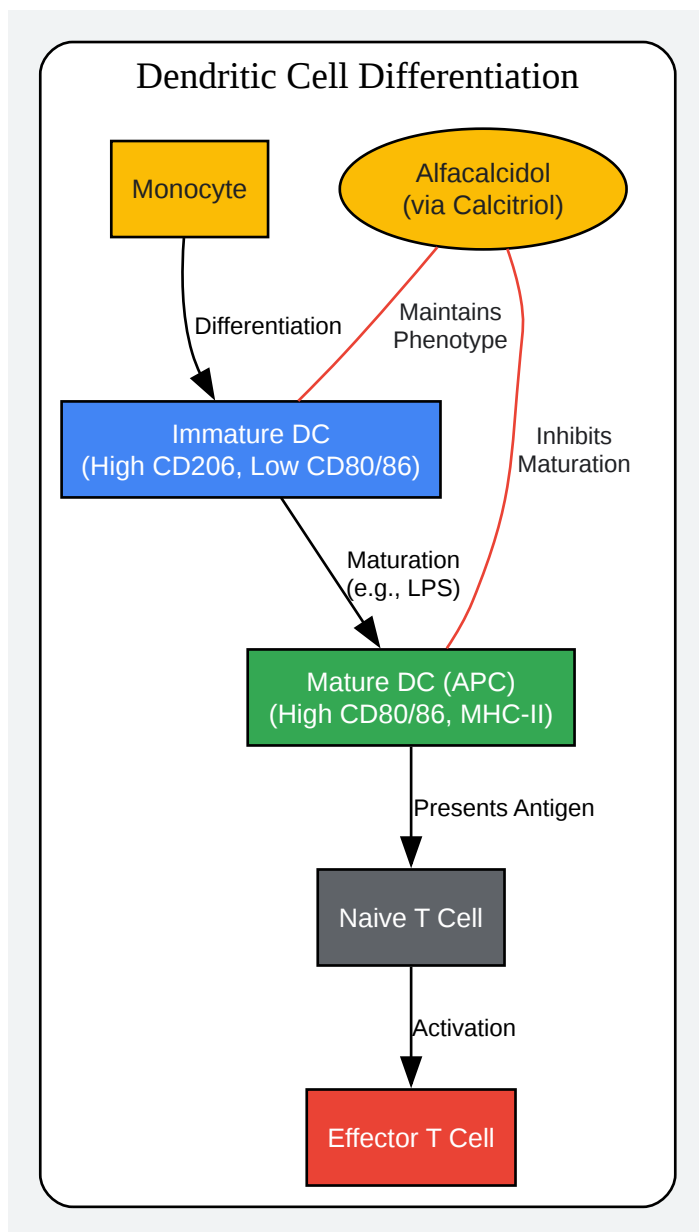 Dendritic Cell Differentiation
Monocyte
Alfacalcidol
(via Calcitriol)
Differentiation
Maintains
Phenotype
Immature DC
(High CD206, Low CD80/86)
Inhibits
Maturation
Maturation
(e.g., LPS)
Mature DC (APC)
(High CD80/86, MHC-II)
Presents Antigen
Naive T Cell
Activation
Effector T Cell